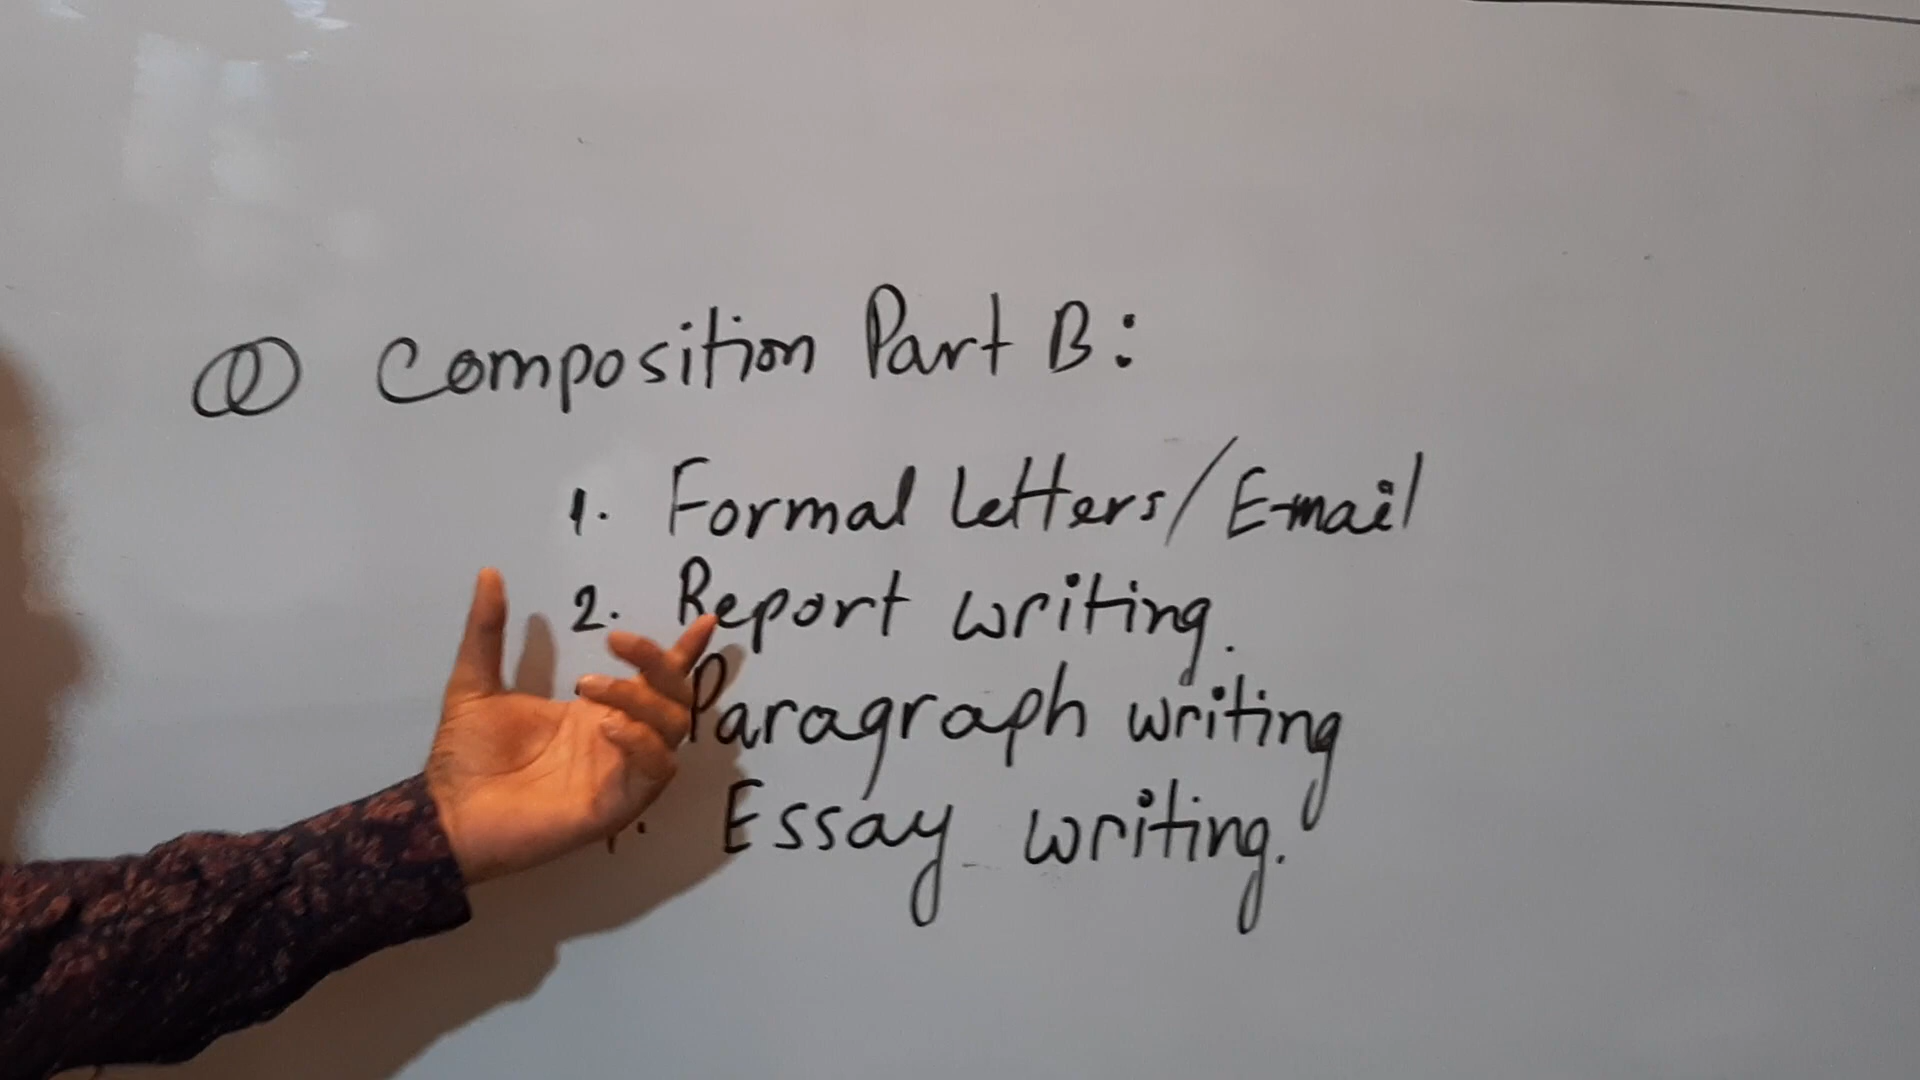 Composition Part B:
1. Formal letters/E-mail
2. Report writing.
Paragraph writing
Essay writing.